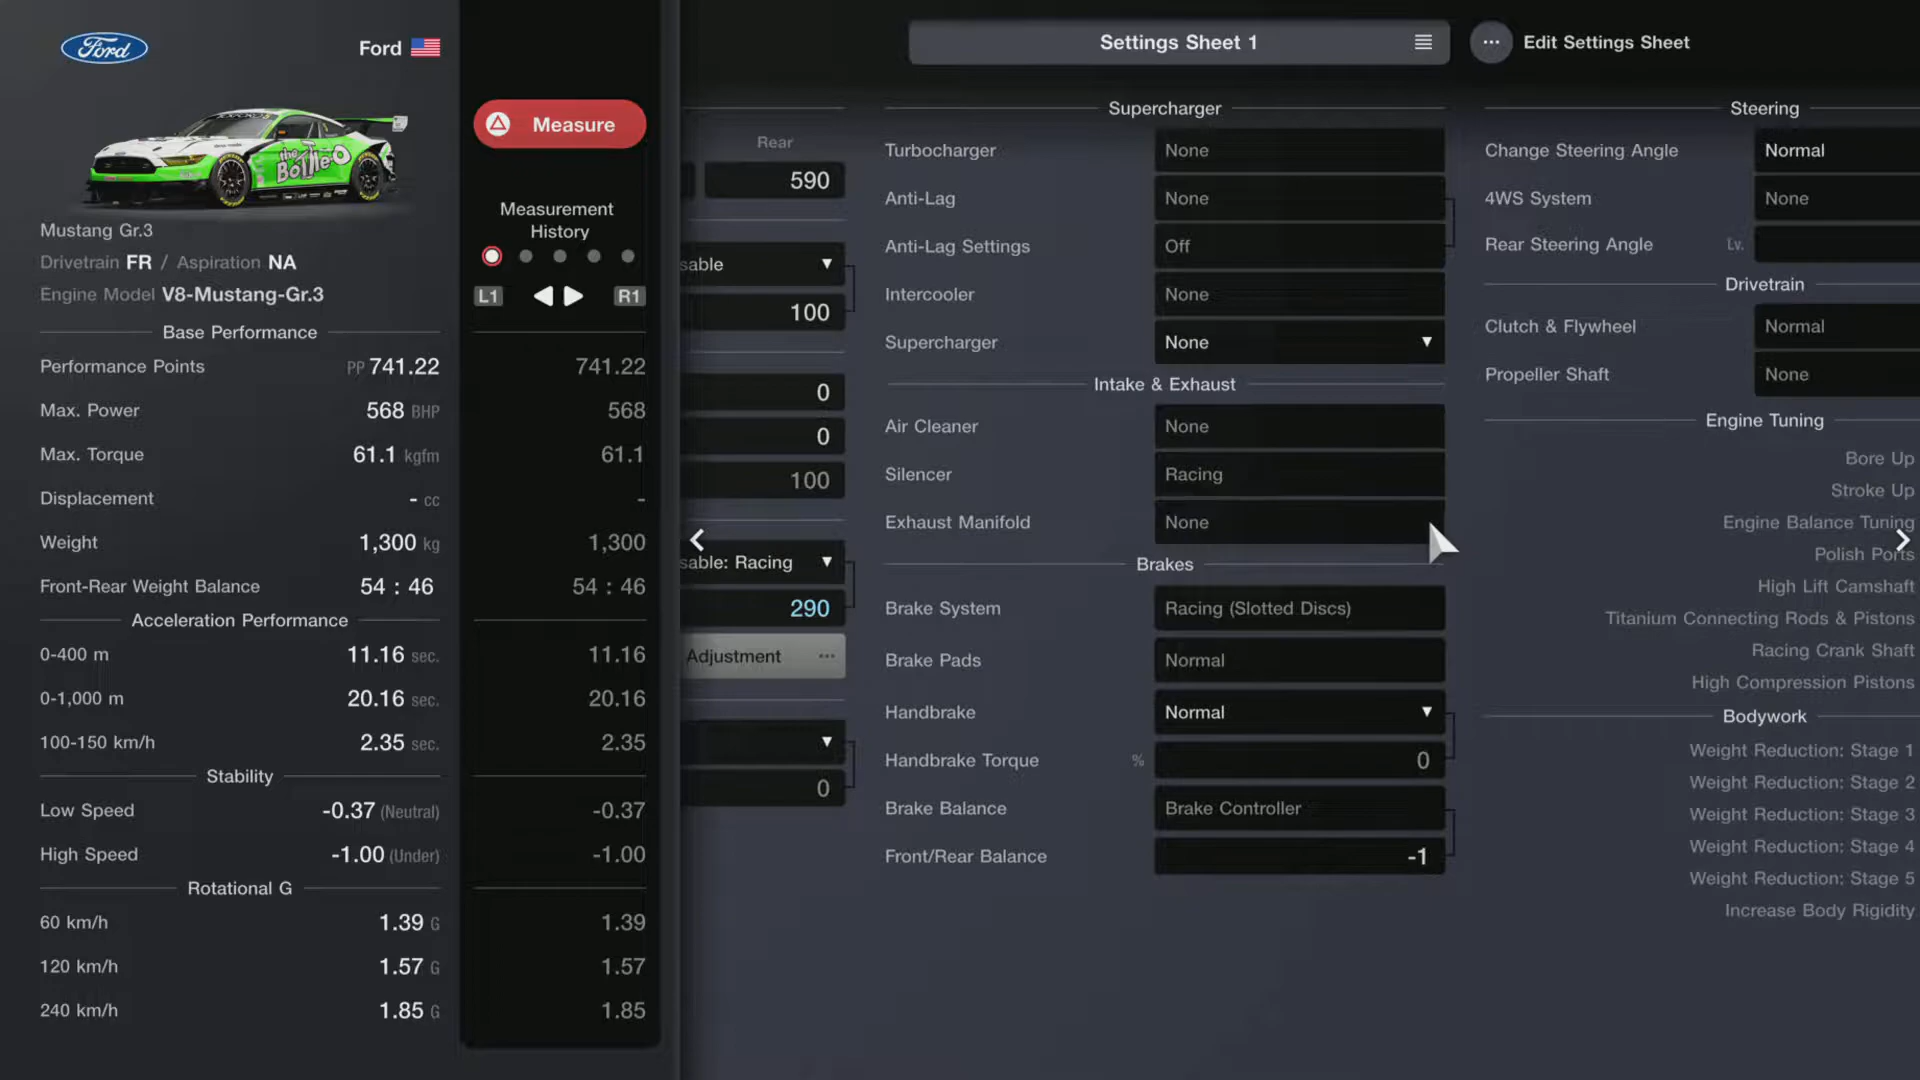 Ford
Ford
Settings Sheet 1
Edit Settings Sheet
the
BoTTLe-O
Mustang Gr.3
Drivetrain FR / Aspiration NA
Engine Model V8-Mustang-Gr.3
Base Performance
Performance Points PP 741.22
Max. Power 568 BHP
Max. Torque 61.1 kgfm
Displacement - cc
Weight 1,300 kg
Front-Rear Weight Balance 54 : 46
Acceleration Performance
0-400 m 11.16 sec.
0-1,000 m 20.16 sec.
100-150 km/h 2.35 sec.
Stability
Low Speed -0.37 (Neutral)
High Speed -1.00 (Under)
Rotational G
60 km/h 1.39 G
120 km/h 1.57 G
240 km/h 1.85 G
Measure
Measurement
History
L1 R1
741.22
568
61.1
-
1,300
54 : 46
11.16
20.16
2.35
-0.37
-1.00
1.39
1.57
1.85
Rear
590
sable
100
0
0
100
sable: Racing
290
Adjustment
0
Supercharger
Turbocharger None
Anti-Lag None
Anti-Lag Settings Off
Intercooler None
Supercharger None
Intake & Exhaust
Air Cleaner None
Silencer Racing
Exhaust Manifold None
Brakes
Brake System Racing (Slotted Discs)
Brake Pads Normal
Handbrake Normal
Handbrake Torque % 0
Brake Balance Brake Controller
Front/Rear Balance -1
Steering
Change Steering Angle Normal
4WS System None
Rear Steering Angle Lv.
Drivetrain
Clutch & Flywheel Normal
Propeller Shaft None
Engine Tuning
Bore Up
Stroke Up
Engine Balance Tuning
Polish Ports
High Lift Camshaft
Titanium Connecting Rods & Pistons
Racing Crank Shaft
High Compression Pistons
Bodywork
Weight Reduction: Stage 1
Weight Reduction: Stage 2
Weight Reduction: Stage 3
Weight Reduction: Stage 4
Weight Reduction: Stage 5
Increase Body Rigidity